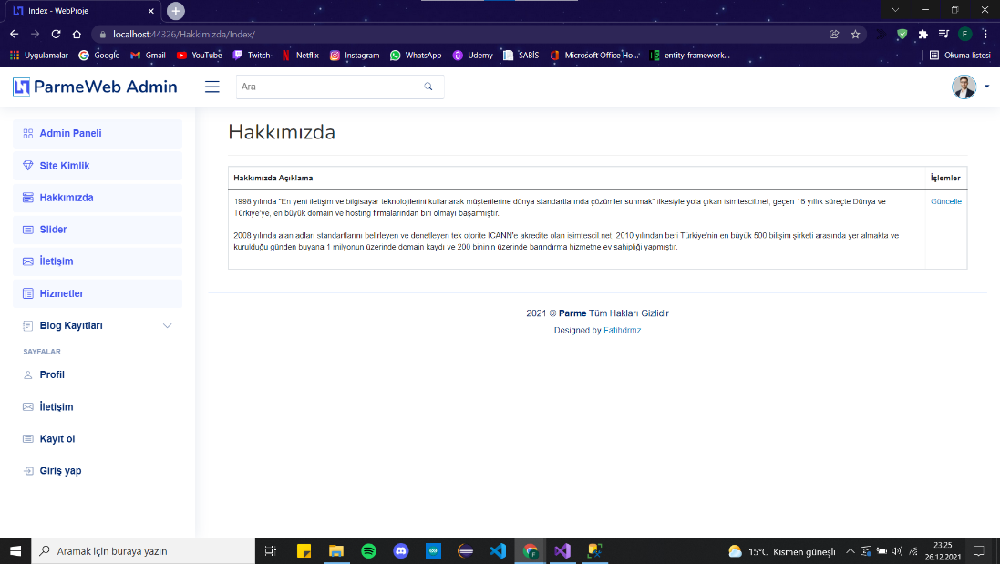 Index - WebProje
localhost:44326/Hakkimizda/Index/
Uygulamalar Google Gmail YouTube Twitch Netflix Instagram WhatsApp Udemy SABİS Microsoft Office Ho... entity-framework... Okuma listesi
ParmeWeb Admin
Ara
Admin Paneli
Site Kimlik
Hakkımızda
Slider
İletişim
Hizmetler
Blog Kayıtları
SAYFALAR
Profil
İletişim
Kayıt ol
Giriş yap
Hakkımızda
Hakkımızda Açıklama İşlemler
1998 yılında "En yeni iletişim ve bilgisayar teknolojilerini kullanarak müşterilerine dünya standartlarında çözümler sunmak" ilkesiyle yola çıkan isimtescil.net, geçen 16 yıllık süreçte Dünya ve Güncelle
Türkiye'ye, en büyük domain ve hosting firmalarından biri olmayı başarmıştır.
2008 yılında alan adları standartlarını belirleyen ve denetleyen tek otorite ICANN'e akredite olan isimtescil.net, 2010 yılından beri Türkiye'nin en büyük 500 bilişim şirketi arasında yer almakta ve
kurulduğu günden buyana 1 milyonun üzerinde domain kaydı ve 200 bininin üzerinde barındırma hizmetne ev sahipliği yapmıştır.
2021 © Parme Tüm Hakları Gizlidir
Designed by Fatihdrmz
Aramak için buraya yazın
15°C Kısmen güneşli
23:25
26.12.2021